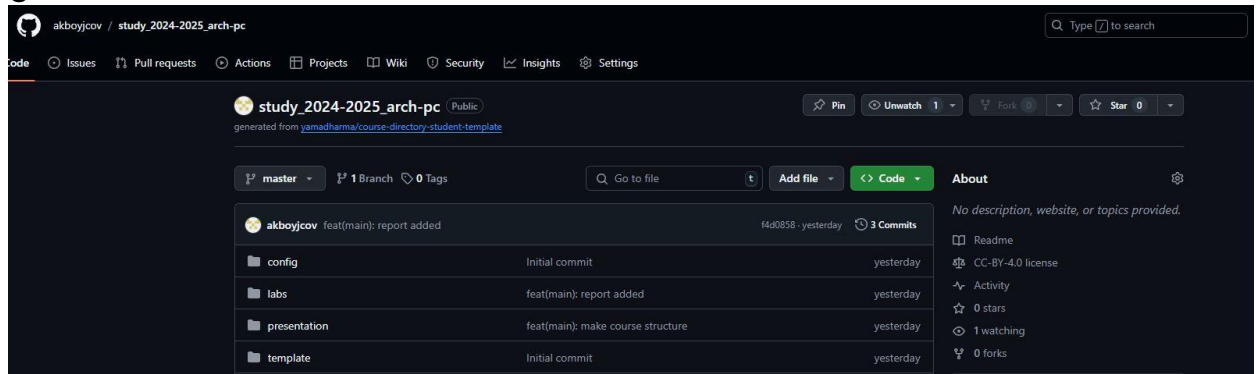 akboyjcov / study_2024-2025_arch-pc
Type / to search
Code Issues Pull requests Actions Projects Wiki Security Insights Settings
study_2024-2025_arch-pc Public
Pin Unwatch 1 Fork 0 Star 0
generated from yamadharma/course-directory-student-template
master 1 Branch 0 Tags Go to file t Add file Code
About
No description, website, or topics provided.
akboyjcov feat(main): report added f4d0858 · yesterday 3 Commits
Readme
config Initial commit yesterday
CC-BY-4.0 license
labs feat(main): report added yesterday
Activity
0 stars
presentation feat(main): make course structure yesterday
1 watching
template Initial commit yesterday
0 forks